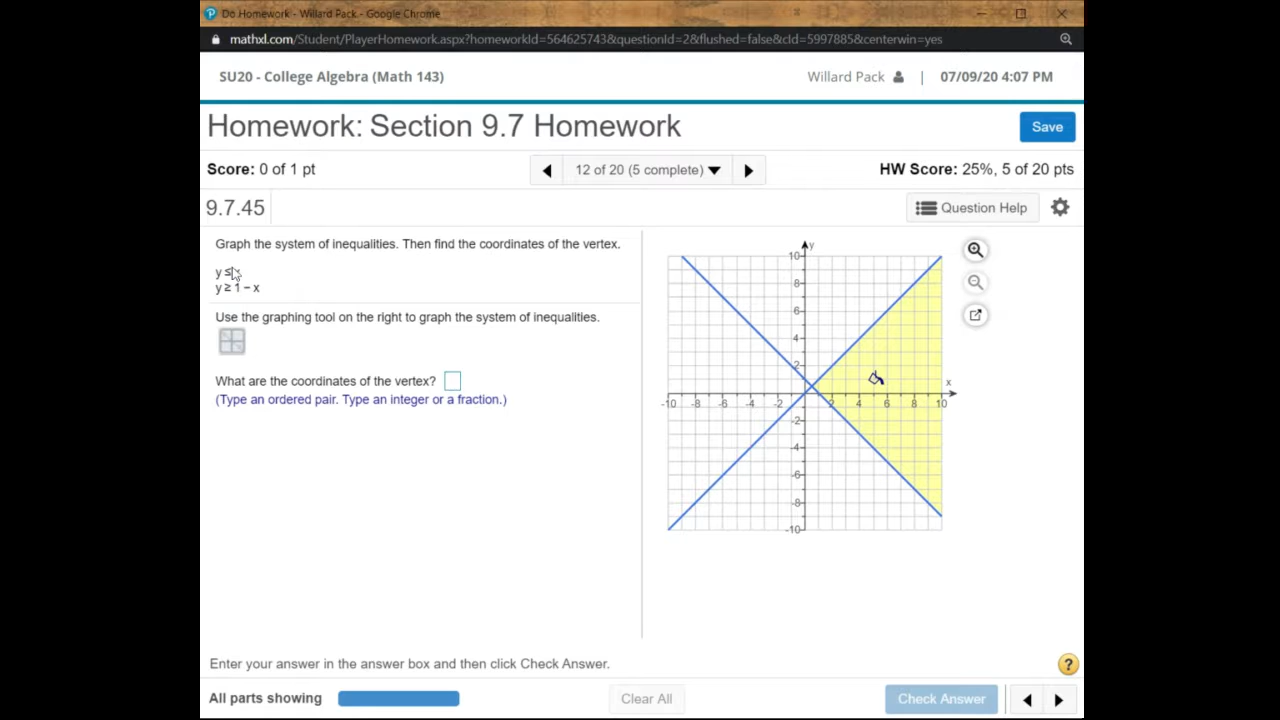 Do Homework - Willard Pack - Google Chrome
mathxl.com/Student/PlayerHomework.aspx?homeworkId=564625743&questionId=2&flushed=false&cId=5997885&centerwin=yes
SU20 - College Algebra (Math 143)
Willard Pack | 07/09/20 4:07 PM
Homework: Section 9.7 Homework
Save
Score: 0 of 1 pt
12 of 20 (5 complete)
HW Score: 25%, 5 of 20 pts
9.7.45
Question Help
Graph the system of inequalities. Then find the coordinates of the vertex.
y ≤ x
y ≥ 1 − x
Use the graphing tool on the right to graph the system of inequalities.
What are the coordinates of the vertex?
(Type an ordered pair. Type an integer or a fraction.)
y
10
8
6
4
2
x
-10 -8 -6 -4 -2 2 4 6 8 10
-2
-4
-6
-8
-10
Enter your answer in the answer box and then click Check Answer.
?
All parts showing
Clear All
Check Answer